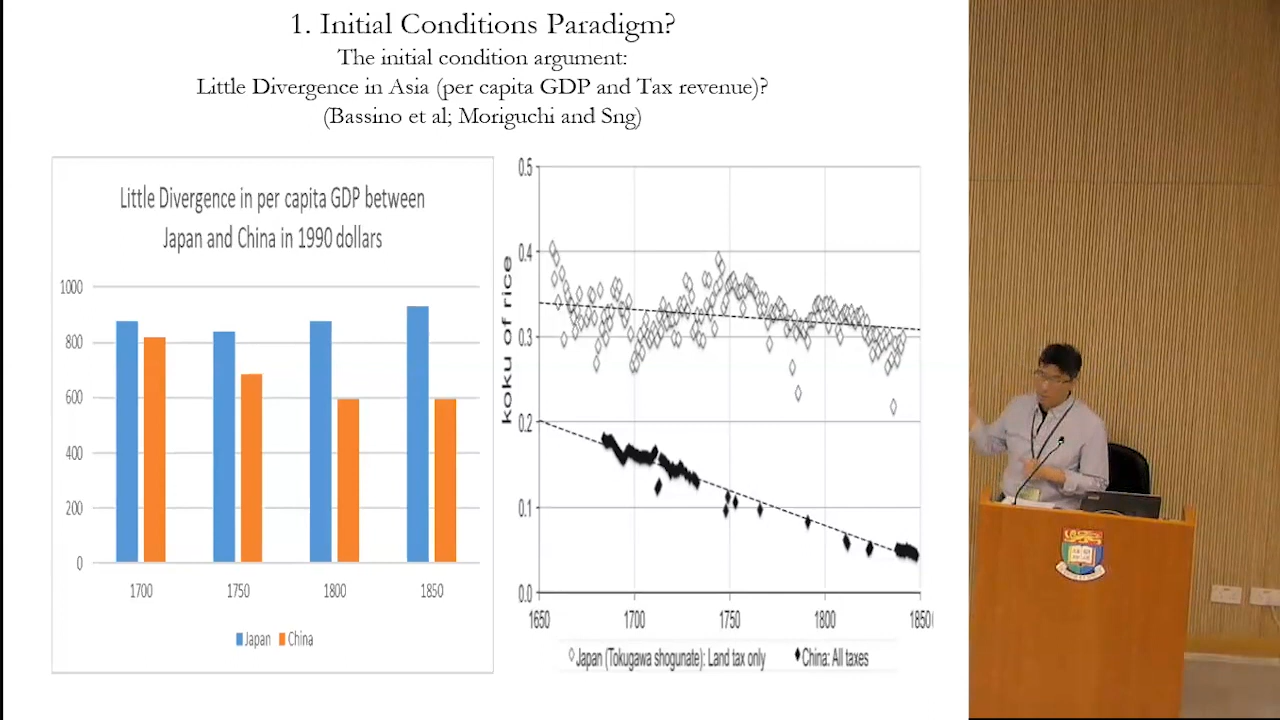 1. Initial Conditions Paradigm?
The initial condition argument:
Little Divergence in Asia (per capita GDP and Tax revenue)?
(Bassino et al; Moriguchi and Sng)
Little Divergence in per capita GDP between
Japan and China in 1990 dollars
1000
800
600
400
200
0
1700
1750
1800
1850
Japan
China
koku of rice
0.5
0.4
0.3
0.2
0.1
0.0
1650
1700
1750
1800
1850
Japan (Tokugawa shogunate): Land tax only
China: All taxes